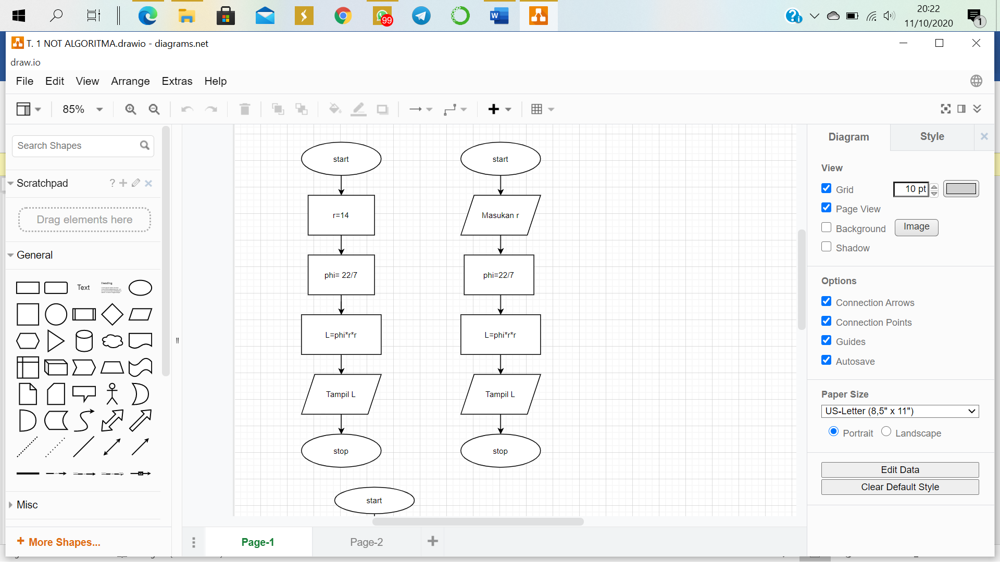 99
20:22
11/10/2020
1
T. 1 NOT ALGORITMA.drawio - diagrams.net
draw.io
File Edit View Arrange Extras Help
85%
Search Shapes
Scratchpad
?
Drag elements here
General
Text
Heading
Misc
+ More Shapes...
start
r=14
phi= 22/7
L=phi*r*r
Tampil L
stop
start
Masukan r
phi=22/7
L=phi*r*r
Tampil L
stop
start
Page-1
Page-2
Diagram
Style
View
Grid
10 pt
Page View
Background
Image
Shadow
Options
Connection Arrows
Connection Points
Guides
Autosave
Paper Size
US-Letter (8,5" x 11")
Portrait
Landscape
Edit Data
Clear Default Style